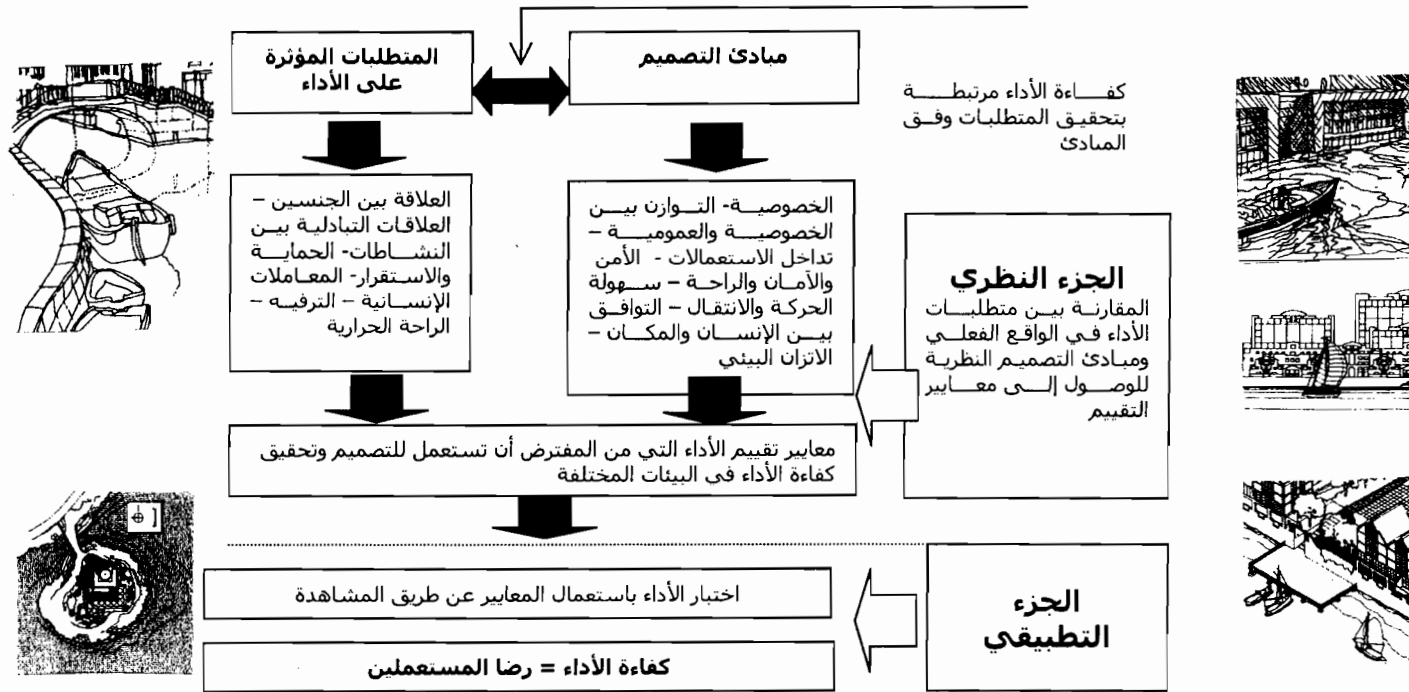 مبادئ التصميم
المتطلبات المؤثرة
على الأداء
كفاءة الأداء مرتبطة
بتحقيق المتطلبات وفق
المبادئ
الخصوصية- التوازن بين
الخصوصية والعمومية –
تداخل الاستعمالات - الأمن
والأمان والراحة – سهولة
الحركة والانتقال – التوافق
بين الإنسان والمكان –
الاتزان البيئي
العلاقة بين الجنسين –
العلاقات التبادلية بين
النشاطات- الحماية
والاستقرار- المعاملات
الإنسانية – الترفيه –
الراحة الحرارية
الجزء النظري
المقارنة بين متطلبات
الأداء في الواقع الفعلي
ومبادئ التصميم النظرية
للوصول إلى معايير
التقييم
معايير تقييم الأداء التي من المفترض أن تستعمل للتصميم وتحقيق
كفاءة الأداء في البيئات المختلفة
الجزء
التطبيقي
اختبار الأداء باستعمال المعايير عن طريق المشاهدة
كفاءة الأداء = رضا المستعملين